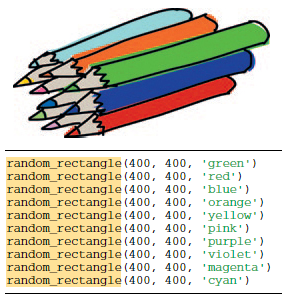 random_rectangle(400, 400, 'green')
random_rectangle(400, 400, 'red')
random_rectangle(400, 400, 'blue')
random_rectangle(400, 400, 'orange')
random_rectangle(400, 400, 'yellow')
random_rectangle(400, 400, 'pink')
random_rectangle(400, 400, 'purple')
random_rectangle(400, 400, 'violet')
random_rectangle(400, 400, 'magenta')
random_rectangle(400, 400, 'cyan')